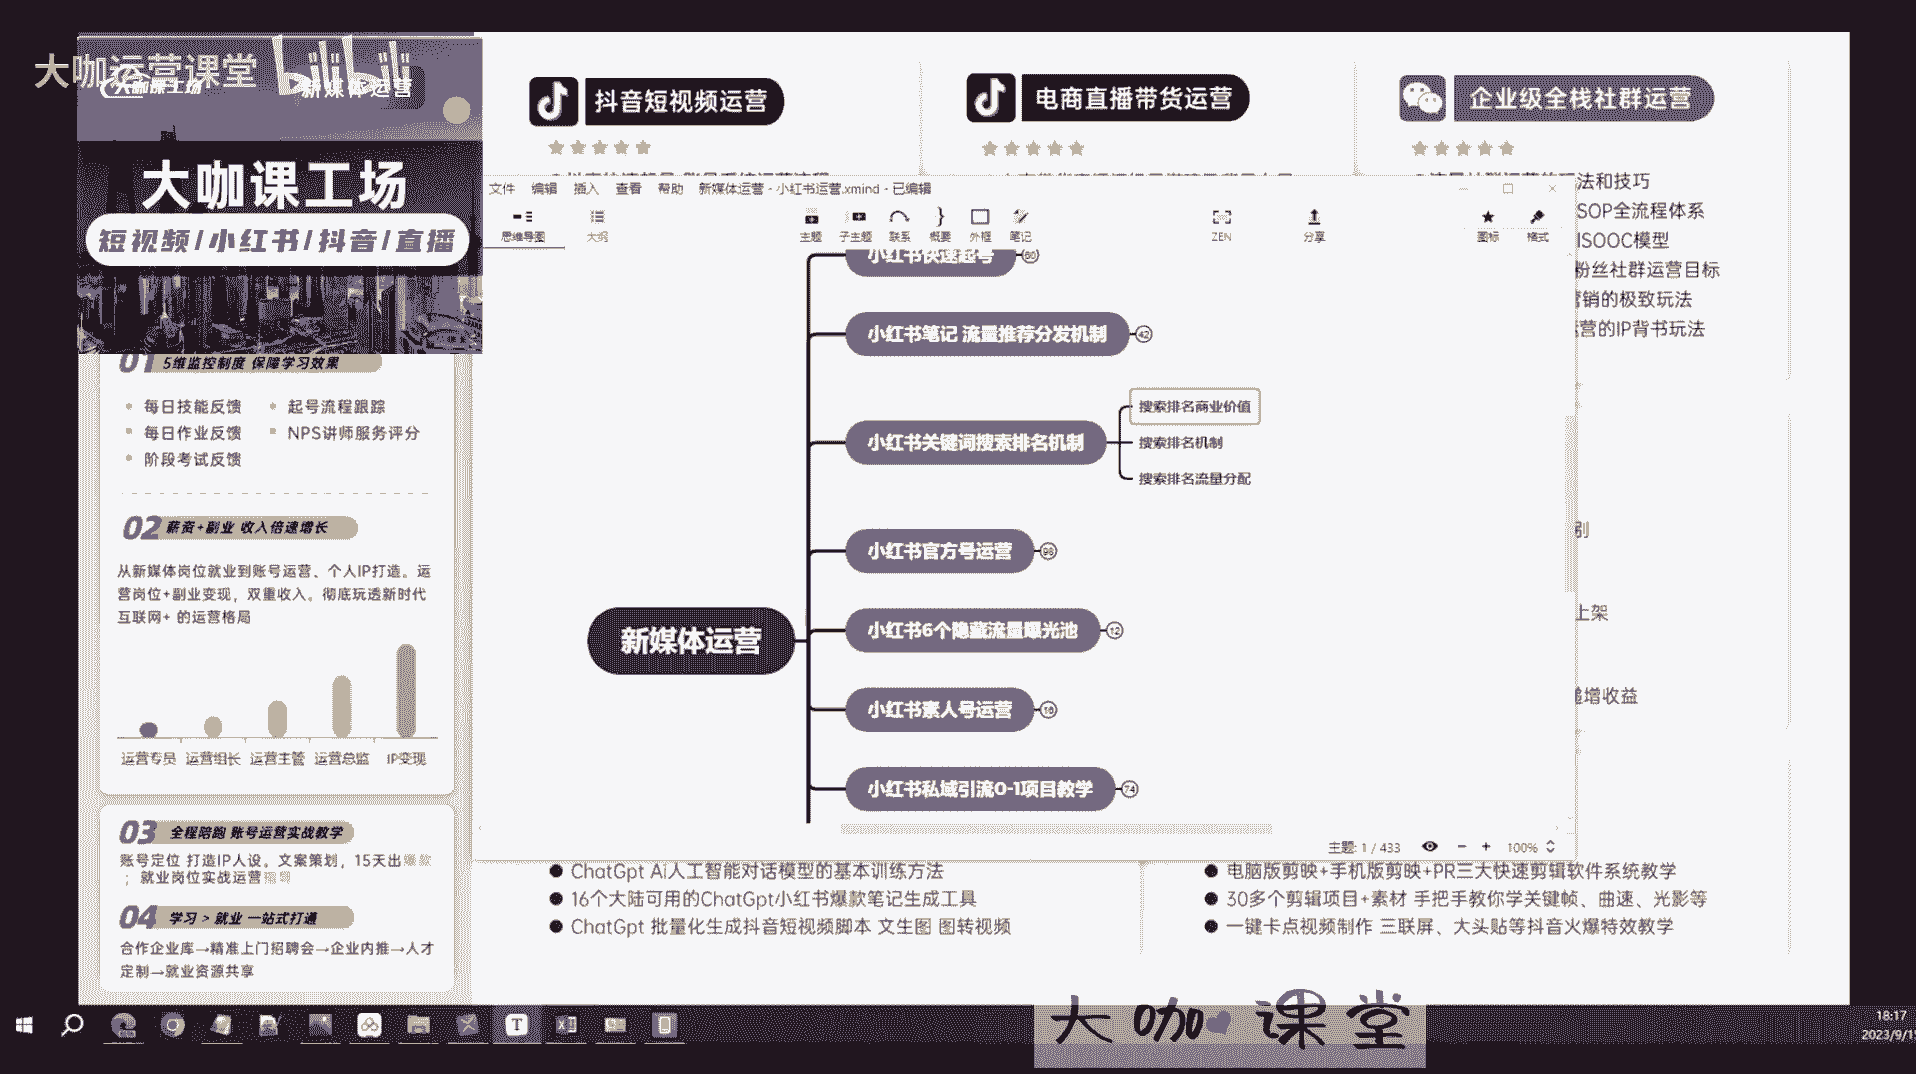 大咖运营课堂
bilibili
大咖课工场
新媒体运营
大咖课工场
短视频/小红书/抖音/直播
抖音短视频运营
电商直播带货运营
企业级全栈社群运营
文件 编辑 插入 查看 帮助 新媒体运营 - 小红书运营.xmind - 已编辑
思维导图 大纲 主题 子主题 联系 概要 外框 笔记 ZEN 分享 图标 格式
法和技巧
SOP全流程体系
ISOOC模型
粉丝社群运营目标
营销的极致玩法
运营的IP背书玩法
别
上架
递增收益
小红书快速起号 60
小红书笔记 流量推荐分发机制 42
小红书关键词搜索排名机制
搜索排名商业价值
搜索排名机制
搜索排名流量分配
小红书官方号运营 98
小红书6个隐藏流量曝光池 12
新媒体运营
小红书素人号运营 16
小红书私域引流0-1项目教学 74
主题: 1 / 433 100%
01 5维监控制度 保障学习效果
每日技能反馈 起号流程跟踪
每日作业反馈 NPS讲师服务评分
阶段考试反馈
02 薪资+副业 收入倍速增长
从新媒体岗位就业到账号运营、个人IP打造。运
营岗位+副业变现，双重收入。彻底玩透新时代
互联网+ 的运营格局
运营专员 运营组长 运营主管 运营总监 IP变现
03 全程陪跑 账号运营实战教学
账号定位 打造IP人设。文案策划，15天出爆款
；就业岗位实战运营指导
04 学习 > 就业 一站式打通
合作企业库→精准上门招聘会→企业内推→人才
定制→就业资源共享
ChatGpt Ai人工智能对话模型的基本训练方法
16个大陆可用的ChatGpt小红书爆款笔记生成工具
ChatGpt 批量化生成抖音短视频脚本 文生图 图转视频
电脑版剪映+手机版剪映+PR三大快速剪辑软件系统教学
30多个剪辑项目+素材 手把手教你学关键帧、曲速、光影等
一键卡点视频制作 三联屏、大头贴等抖音火爆特效教学
大咖课堂
18:17